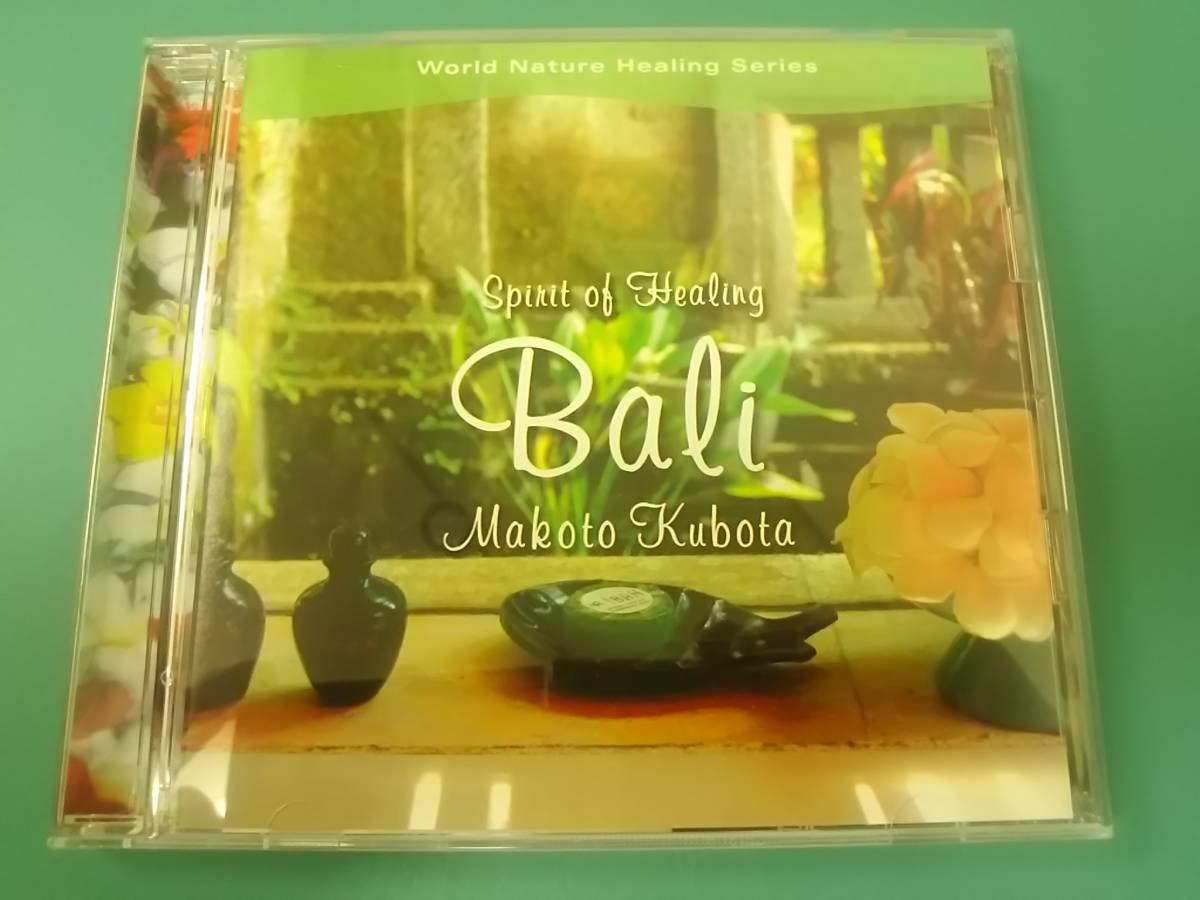 World Nature Healing Series
Spirit of Healing
Bali
Makoto Kubota